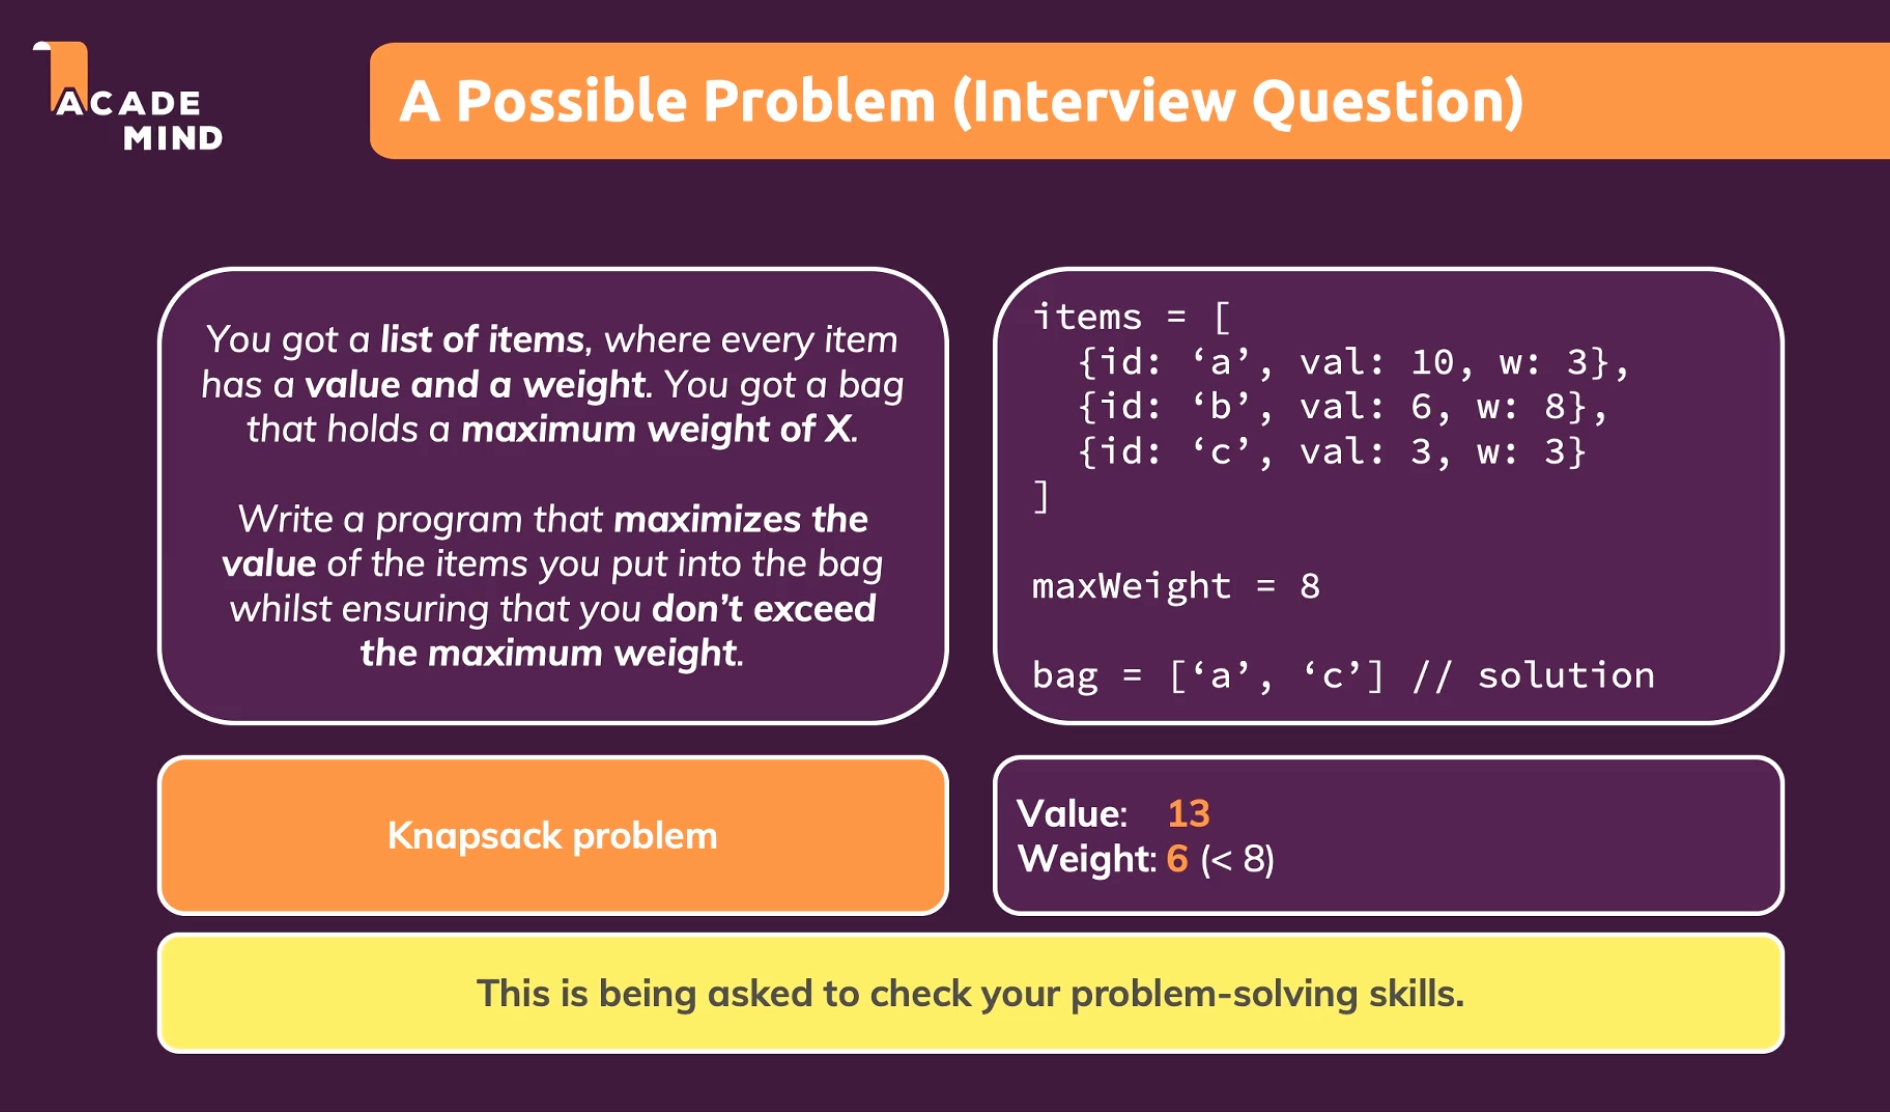 ACADE
MIND
A Possible Problem (Interview Question)
You got a list of items, where every item
has a value and a weight. You got a bag
that holds a maximum weight of X.
Write a program that maximizes the
value of the items you put into the bag
whilst ensuring that you don’t exceed
the maximum weight.
items = [
{id: ‘a’, val: 10, w: 3},
{id: ‘b’, val: 6, w: 8},
{id: ‘c’, val: 3, w: 3}
]
maxWeight = 8
bag = [‘a’, ‘c’] // solution
Knapsack problem
Value: 13
Weight: 6 (< 8)
This is being asked to check your problem-solving skills.